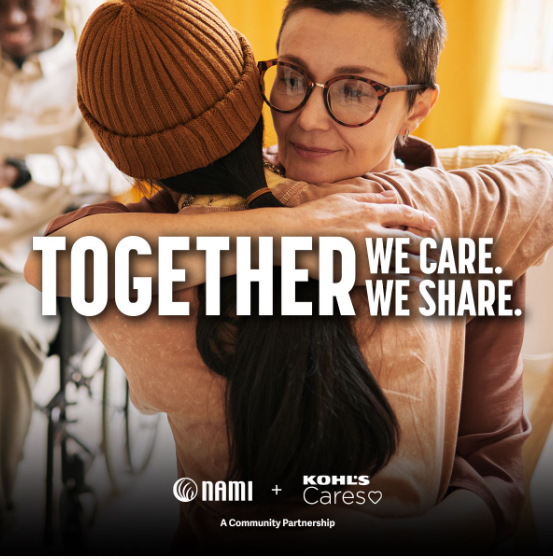 TOGETHER WE CARE.
WE SHARE.
NAMI + KOHL'S
Cares
A Community Partnership